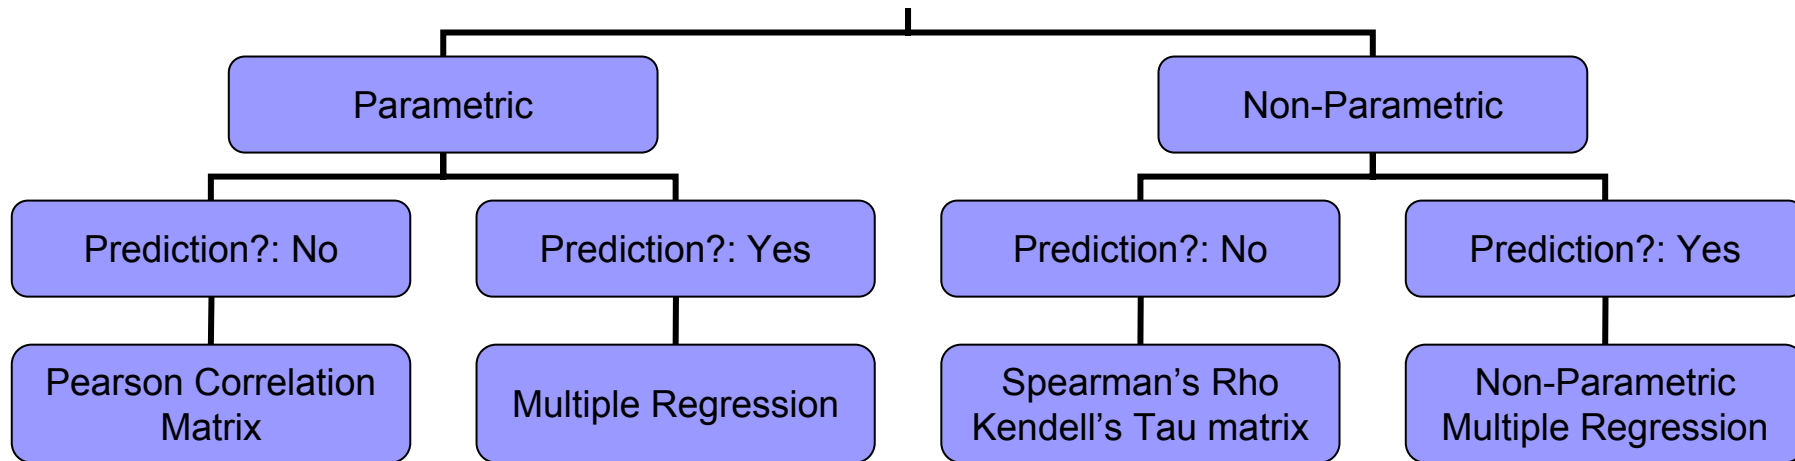 Parametric
Non-Parametric
Prediction?: No
Prediction?: Yes
Prediction?: No
Prediction?: Yes
Pearson Correlation
Matrix
Multiple Regression
Spearman’s Rho
Kendell’s Tau matrix
Non-Parametric
Multiple Regression